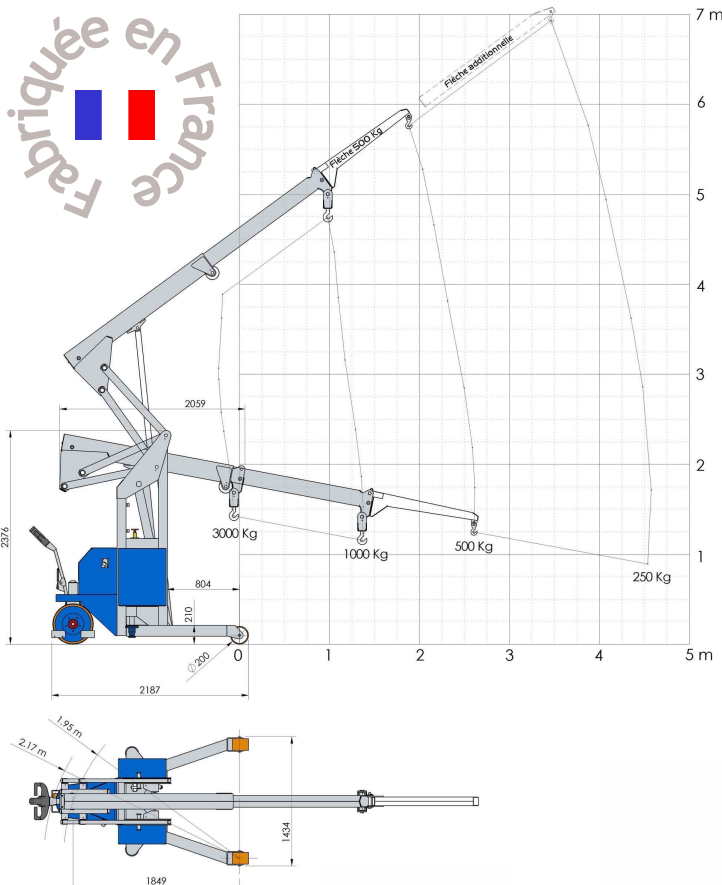 Fabriquée en France
7 m
Flèche additionnelle
6
Flèche 500 Kg
5
4
3
2059
2
2376
3000 Kg
1000 Kg
500 Kg
1
250 Kg
804
210
Ø200
0 1 2 3 4 5 m
2187
1.95 m
2.17 m
1434
1849